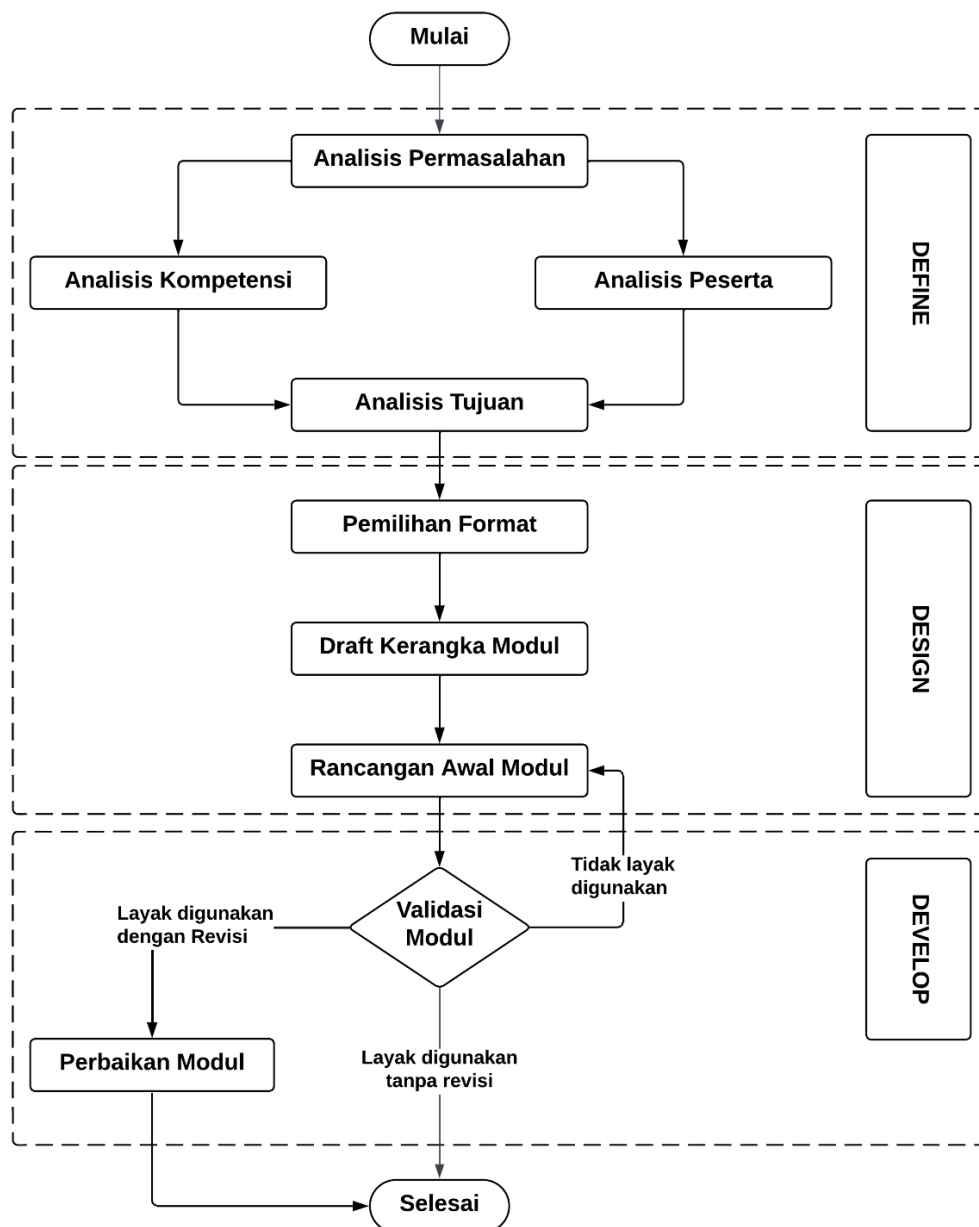 Mulai
Analisis Permasalahan
Analisis Kompetensi
Analisis Peserta
DEFINE
Analisis Tujuan
Pemilihan Format
Draft Kerangka Modul
DESIGN
Rancangan Awal Modul
Tidak layak
digunakan
Validasi
Modul
Layak digunakan
dengan Revisi
DEVELOP
Perbaikan Modul
Layak digunakan
tanpa revisi
Selesai